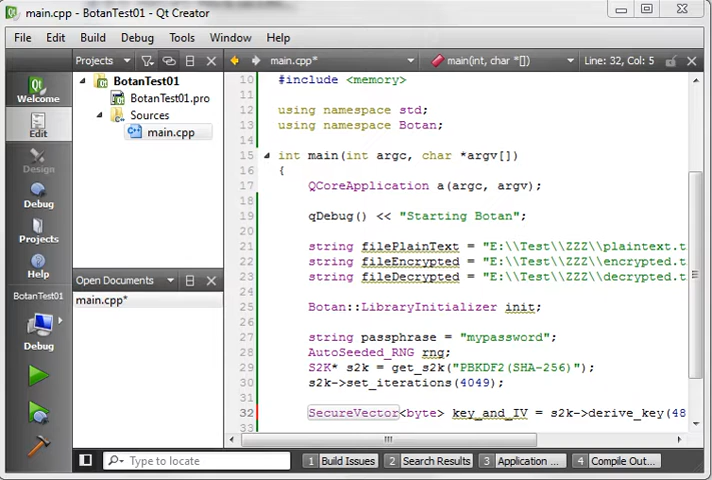 main.cpp - BotanTest01 - Qt Creator
File Edit Build Debug Analyze Tools Window Help
Projects
main.cpp*
main(int, char *[])
Line: 32, Col: 5
Welcome
Edit
Design
Debug
Projects
Help
BotanTest01
Debug
BotanTest01
BotanTest01.pro
Sources
main.cpp
Open Documents
main.cpp*
10 #include <memory>
11
12 using namespace std;
13 using namespace Botan;
14
15 int main(int argc, char *argv[])
16 {
17 QCoreApplication a(argc, argv);
18
19 qDebug() << "Starting Botan";
20
21 string filePlainText = "E:\\Test\\ZZZ\\plaintext.t
22 string fileEncrypted = "E:\\Test\\ZZZ\\encrypted.t
23 string fileDecrypted = "E:\\Test\\ZZZ\\decrypted.t
24
25 Botan::LibraryInitializer init;
26
27 string passphrase = "mypassword";
28 AutoSeeded_RNG rng;
29 S2K* s2k = get_s2k("PBKDF2(SHA-256)");
30 s2k->set_iterations(4049);
31
32 SecureVector<byte> key_and_IV = s2k->derive_key(48
33
Type to locate
1 Build Issues
2 Search Results
3 Application ...
4 Compile Out...